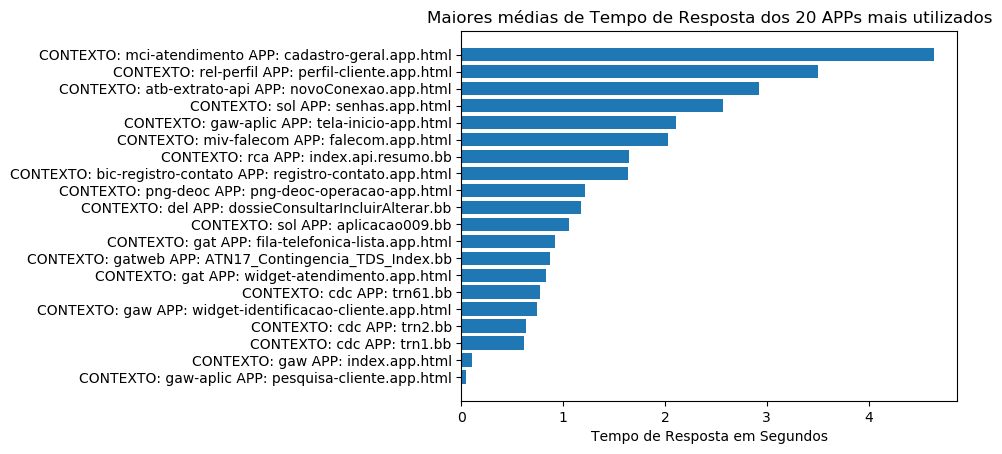 Maiores médias de Tempo de Resposta dos 20 APPs mais utilizados
CONTEXTO: mci-atendimento APP: cadastro-geral.app.html
CONTEXTO: rel-perfil APP: perfil-cliente.app.html
CONTEXTO: atb-extrato-api APP: novoConexao.app.html
CONTEXTO: sol APP: senhas.app.html
CONTEXTO: gaw-aplic APP: tela-inicio-app.html
CONTEXTO: miv-falecom APP: falecom.app.html
CONTEXTO: rca APP: index.api.resumo.bb
CONTEXTO: bic-registro-contato APP: registro-contato.app.html
CONTEXTO: png-deoc APP: png-deoc-operacao-app.html
CONTEXTO: del APP: dossieConsultarIncluirAlterar.bb
CONTEXTO: sol APP: aplicacao009.bb
CONTEXTO: gat APP: fila-telefonica-lista.app.html
CONTEXTO: gatweb APP: ATN17_Contingencia_TDS_Index.bb
CONTEXTO: gat APP: widget-atendimento.app.html
CONTEXTO: cdc APP: trn61.bb
CONTEXTO: gaw APP: widget-identificacao-cliente.app.html
CONTEXTO: cdc APP: trn2.bb
CONTEXTO: cdc APP: trn1.bb
CONTEXTO: gaw APP: index.app.html
CONTEXTO: gaw-aplic APP: pesquisa-cliente.app.html
0 1 2 3 4
Tempo de Resposta em Segundos